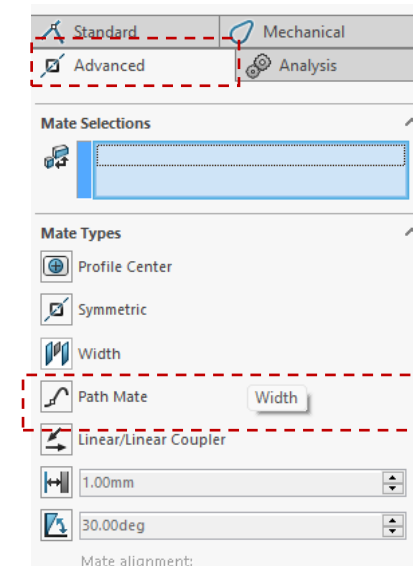 Standard
Mechanical
Advanced
Analysis
Mate Selections
Mate Types
Profile Center
Symmetric
Width
Path Mate
Width
Linear/Linear Coupler
1.00mm
30.00deg
Mate alignment: